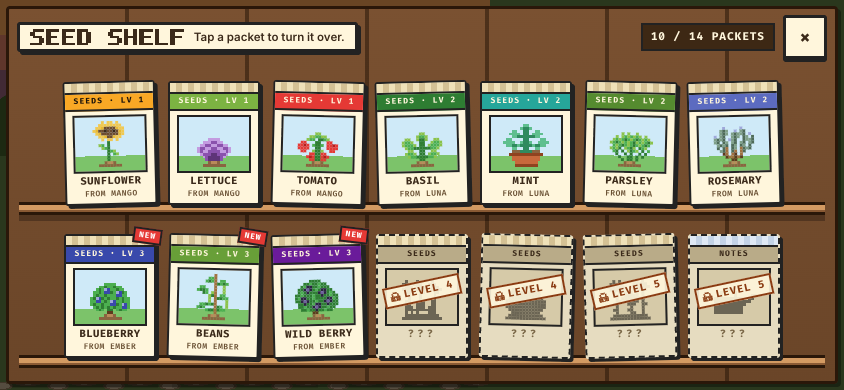 SEED SHELF Tap a packet to turn it over.
10 / 14 PACKETS
×
SEEDS · LV 1
SUNFLOWER
FROM MANGO
SEEDS · LV 1
LETTUCE
FROM MANGO
SEEDS · LV 1
TOMATO
FROM MANGO
SEEDS · LV 2
BASIL
FROM LUNA
SEEDS · LV 2
MINT
FROM LUNA
SEEDS · LV 2
PARSLEY
FROM LUNA
SEEDS · LV 2
ROSEMARY
FROM LUNA
NEW
SEEDS · LV 3
BLUEBERRY
FROM EMBER
NEW
SEEDS · LV 3
BEANS
FROM EMBER
NEW
SEEDS · LV 3
WILD BERRY
FROM EMBER
SEEDS
LEVEL 4
???
SEEDS
LEVEL 4
???
SEEDS
LEVEL 5
???
NOTES
LEVEL 5
???